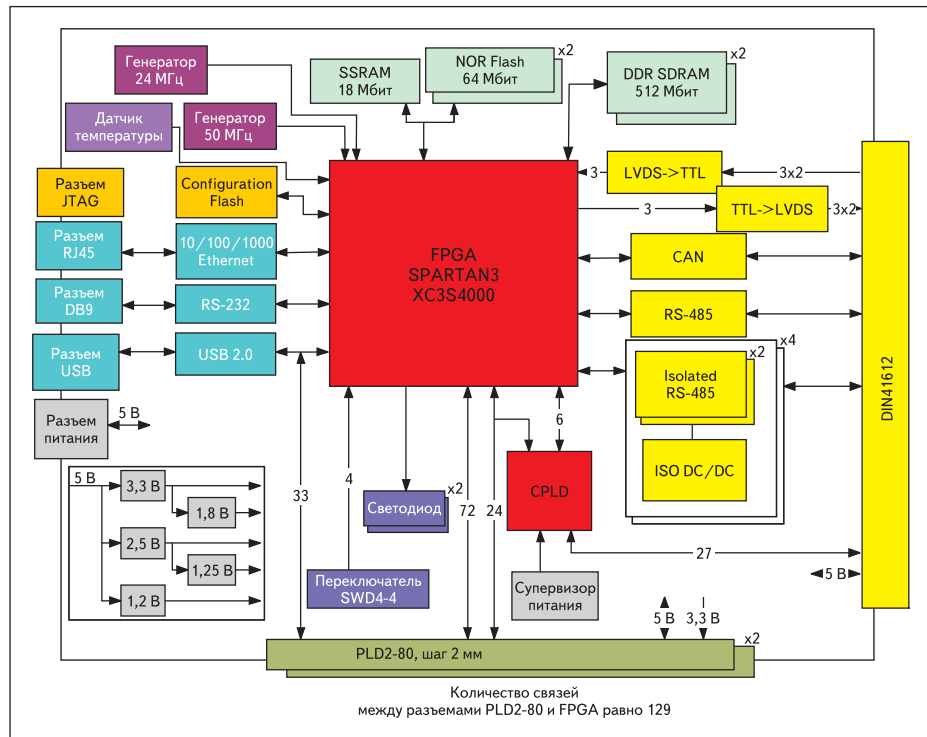 Генератор
24 МГц
SSRAM
18 Мбит
NOR Flash
64 Мбит
x2
DDR SDRAM
512 Мбит
x2
Датчик
температуры
Генератор
50 МГц
Разъем
JTAG
Configuration
Flash
3
LVDS->TTL
3x2
3
TTL->LVDS
3x2
Разъем
RJ45
10/100/1000
Ethernet
FPGA
SPARTAN3
XC3S4000
CAN
Разъем
DB9
RS-232
RS-485
Разъем
USB
USB 2.0
x4
Isolated
RS-485
x2
ISO DC/DC
DIN41612
Разъем
питания
5 В
6
5 В
3,3 В
1,8 В
2,5 В
1,25 В
1,2 В
33
4
Светодиод
x2
72
24
CPLD
27
5 В
Переключатель
SWD4-4
Супервизор
питания
5 В
3,3 В
PLD2-80, шаг 2 мм
x2
Количество связей
между разъемами PLD2-80 и FPGA равно 129